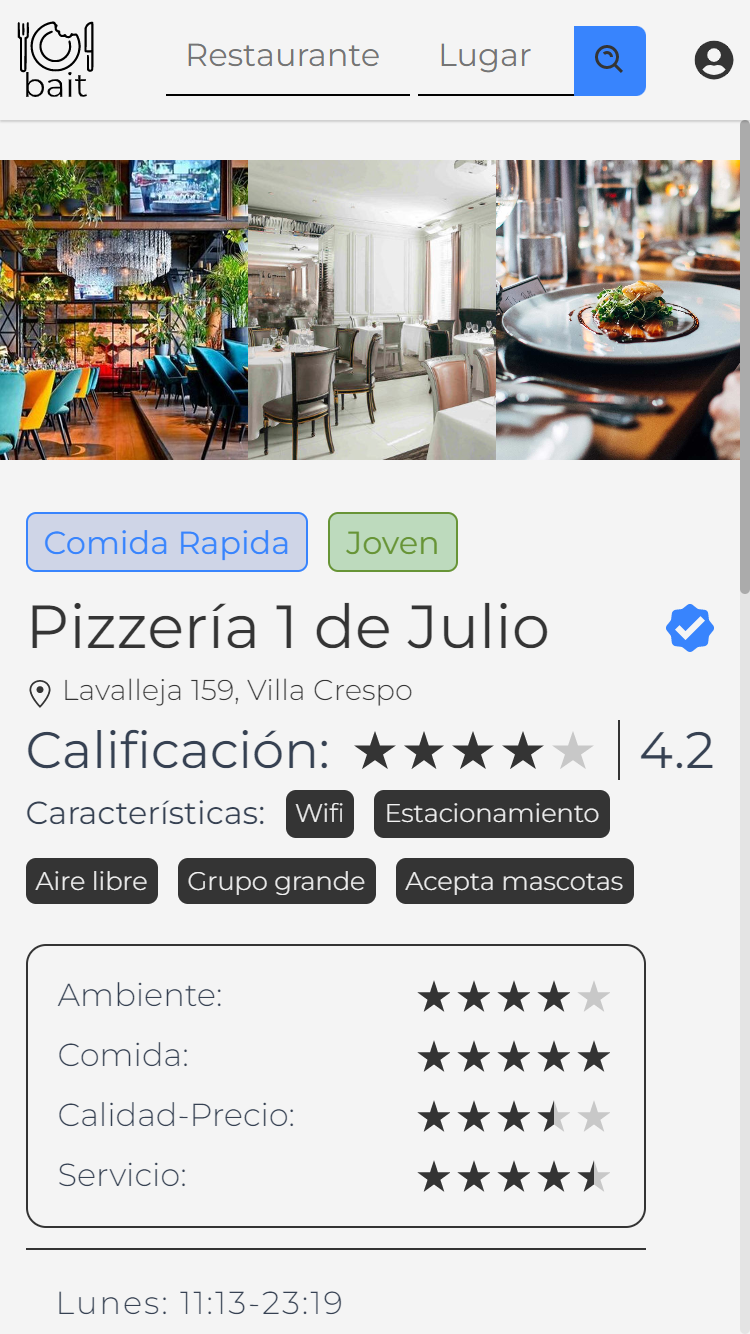 bait
Restaurante
Lugar
Comida Rapida
Joven
Pizzería 1 de Julio
Lavalleja 159, Villa Crespo
Calificación: 4.2
Características: Wifi Estacionamiento
Aire libre Grupo grande Acepta mascotas
Ambiente:
Comida:
Calidad-Precio:
Servicio:
Lunes: 11:13-23:19